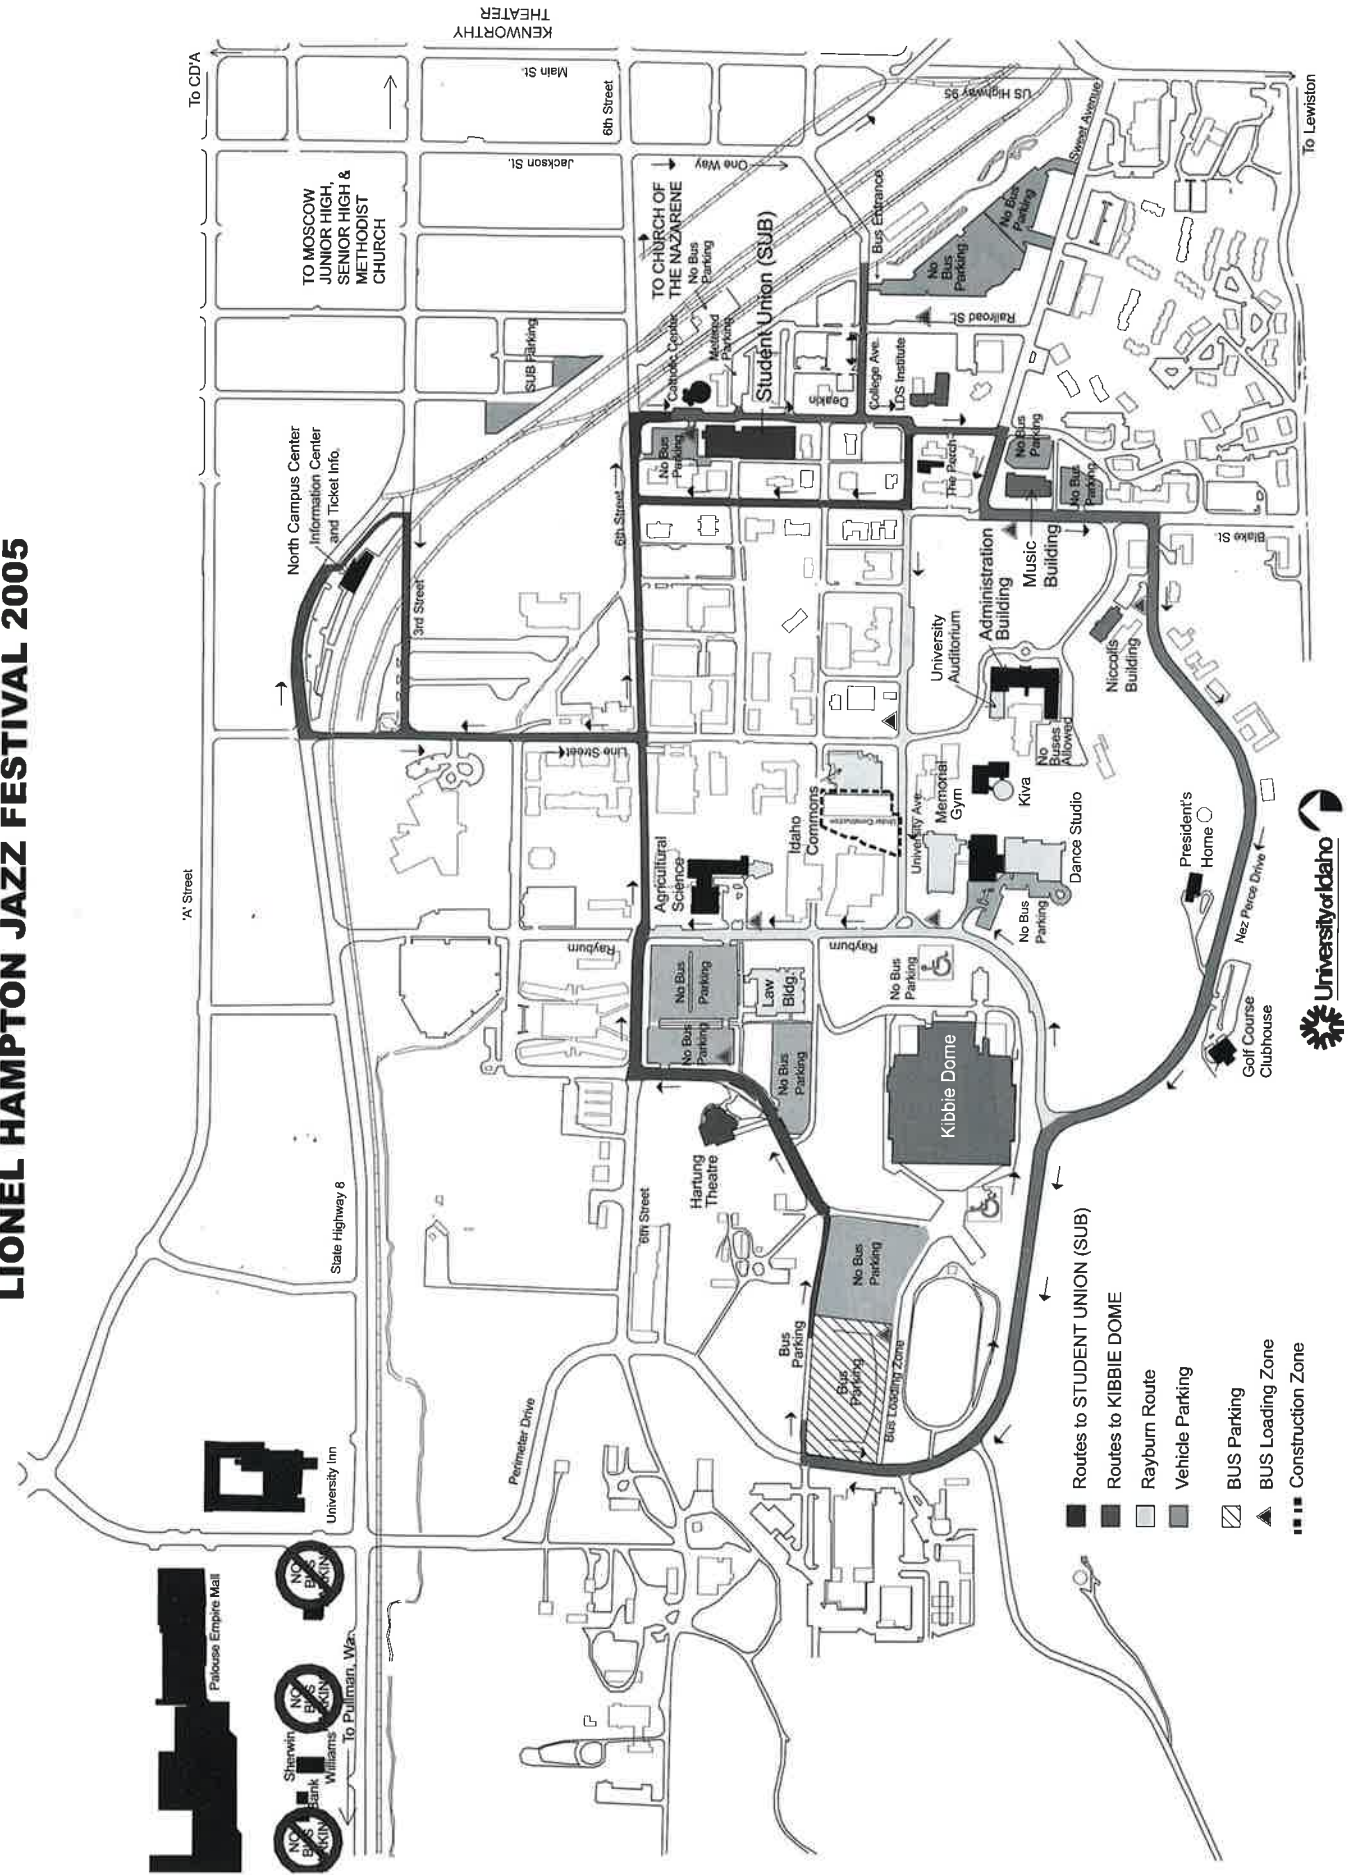 LIONEL HAMPTON JAZZ FESTIVAL 2005
To CD'A
KENWORTHY
THEATER
Main St.
6th Street
US Highway 95
Sweet Avenue
To Lewiston
Jackson St.
One Way
TO MOSCOW
JUNIOR HIGH,
SENIOR HIGH &
METHODIST
CHURCH
TO CHURCH OF
THE NAZARENE
No Bus
Parking
Bus Entrance
No Bus
Parking
No
Bus
Parking
Railroad St.
SUB Parking
Catholic Center
Metered
Parking
Student Union (SUB)
Deakin
College Ave.
LDS Institute
North Campus Center
Information Center
and Ticket Info.
No Bus
Parking
The Perch
No Bus
Parking
No Bus
Parking
6th Street
3rd Street
Music
Building
Blake St.
Administration
Building
University
Auditorium
Niccolls
Building
No
Buses
Allowed
Line Street
'A' Street
Agricultural
Science
Idaho
Commons
Under Construction
University Ave.
Memorial
Gym
Kiva
Dance Studio
President's
Home
Nez Perce Drive
Rayburn
Rayburn
No Bus
Parking
No Bus
Parking
No Bus
Parking
Law
Bldg.
No Bus
Parking
No Bus
Parking
Kibbie Dome
Golf Course
Clubhouse
University of Idaho
Hartung
Theatre
State Highway 8
6th Street
No Bus
Parking
Bus
Parking
Bus
Parking
Bus Loading Zone
Perimeter Drive
University Inn
Palouse Empire Mall
NO
BUS
PARKING
NO
BUS
PARKING
NO
BUS
PARKING
Sherwin
Williams
Bank
To Pullman, Wa.
Routes to STUDENT UNION (SUB)
Routes to KIBBIE DOME
Rayburn Route
Vehicle Parking
BUS Parking
BUS Loading Zone
Construction Zone